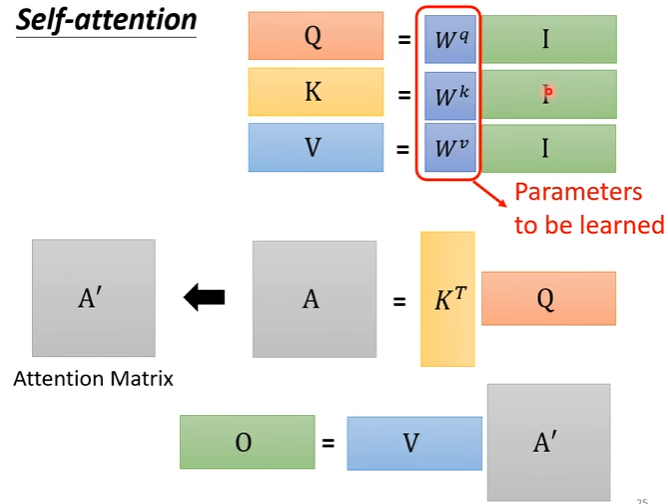 Self-attention
Q = W^q I
K = W^k I
V = W^v I
Parameters
to be learned
A′ A = K^T Q
Attention Matrix
O = V A′
25